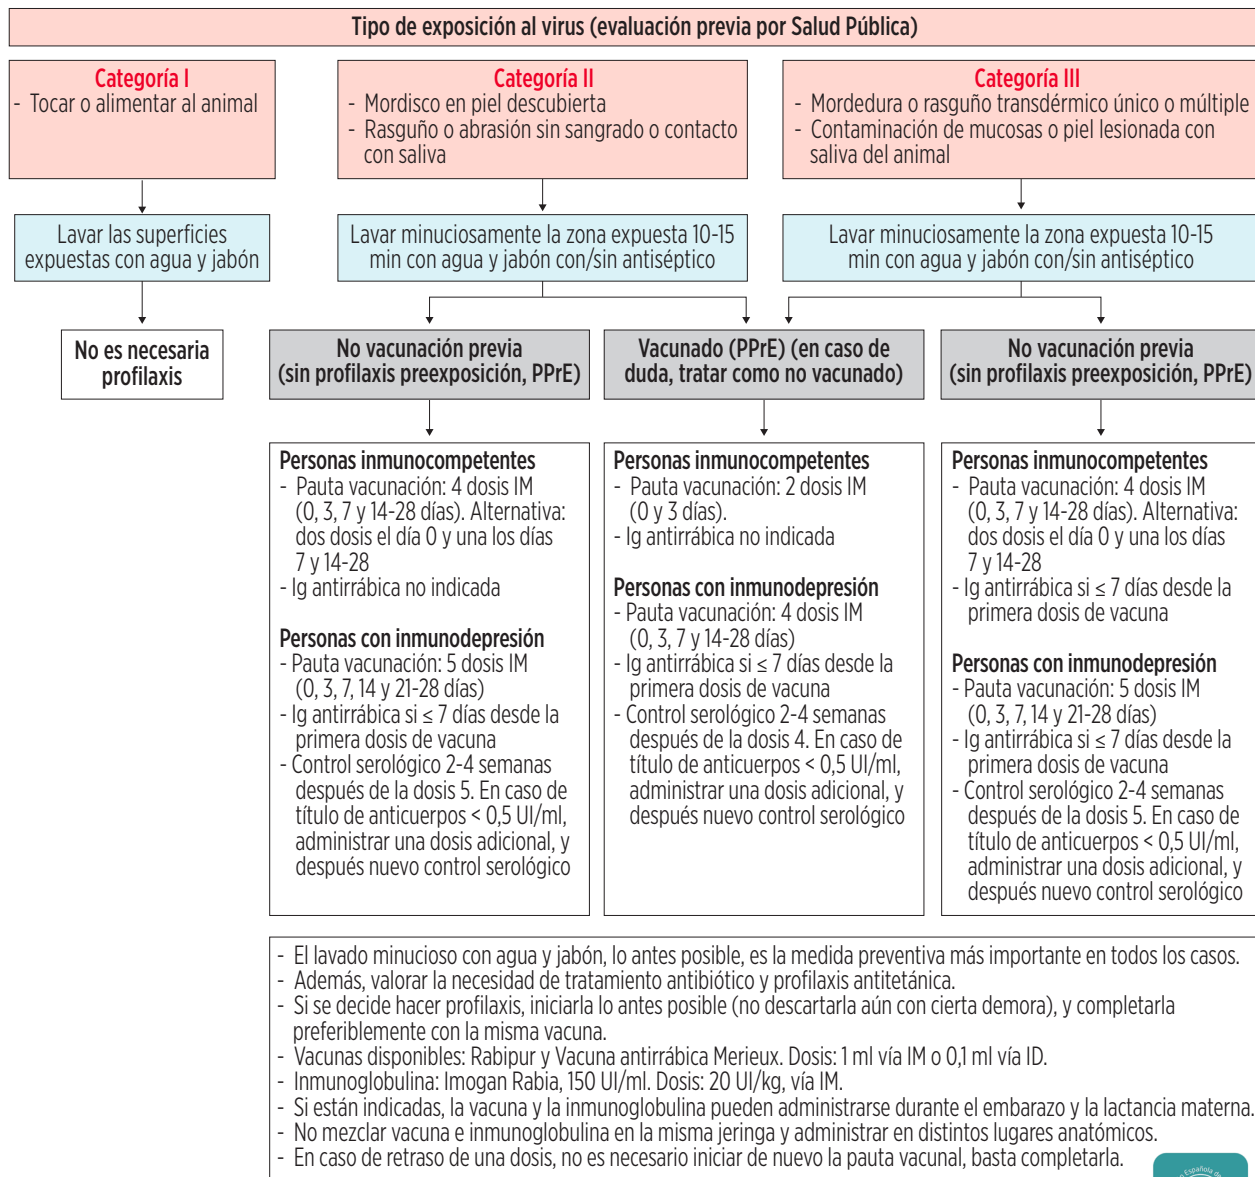 Tipo de exposición al virus (evaluación previa por Salud Pública)
Categoría I
- Tocar o alimentar al animal
Categoría II
- Mordisco en piel descubierta
- Rasguño o abrasión sin sangrado o contacto
con saliva
Categoría III
- Mordedura o rasguño transdérmico único o múltiple
- Contaminación de mucosas o piel lesionada con
saliva del animal
Lavar las superficies
expuestas con agua y jabón
Lavar minuciosamente la zona expuesta 10-15
min con agua y jabón con/sin antiséptico
Lavar minuciosamente la zona expuesta 10-15
min con agua y jabón con/sin antiséptico
No es necesaria
profilaxis
No vacunación previa
(sin profilaxis preexposición, PPrE)
Vacunado (PPrE) (en caso de
duda, tratar como no vacunado)
No vacunación previa
(sin profilaxis preexposición, PPrE)
Personas inmunocompetentes
- Pauta vacunación: 4 dosis IM
(0, 3, 7 y 14-28 días). Alternativa:
dos dosis el día 0 y una los días
7 y 14-28
- Ig antirrábica no indicada
Personas con inmunodepresión
- Pauta vacunación: 5 dosis IM
(0, 3, 7, 14 y 21-28 días)
- Ig antirrábica si ≤ 7 días desde la
primera dosis de vacuna
- Control serológico 2-4 semanas
después de la dosis 5. En caso de
título de anticuerpos < 0,5 UI/ml,
administrar una dosis adicional, y
después nuevo control serológico
Personas inmunocompetentes
- Pauta vacunación: 2 dosis IM
(0 y 3 días).
- Ig antirrábica no indicada
Personas con inmunodepresión
- Pauta vacunación: 4 dosis IM
(0, 3, 7 y 14-28 días)
- Ig antirrábica si ≤ 7 días desde la
primera dosis de vacuna
- Control serológico 2-4 semanas
después de la dosis 4. En caso de
título de anticuerpos < 0,5 UI/ml,
administrar una dosis adicional, y
después nuevo control serológico
Personas inmunocompetentes
- Pauta vacunación: 4 dosis IM
(0, 3, 7 y 14-28 días). Alternativa:
dos dosis el día 0 y una los días
7 y 14-28
- Ig antirrábica si ≤ 7 días desde la
primera dosis de vacuna
Personas con inmunodepresión
- Pauta vacunación: 5 dosis IM
(0, 3, 7, 14 y 21-28 días)
- Ig antirrábica si ≤ 7 días desde la
primera dosis de vacuna
- Control serológico 2-4 semanas
después de la dosis 5. En caso de
título de anticuerpos < 0,5 UI/ml,
administrar una dosis adicional, y
después nuevo control serológico
- El lavado minucioso con agua y jabón, lo antes posible, es la medida preventiva más importante en todos los casos.
- Además, valorar la necesidad de tratamiento antibiótico y profilaxis antitetánica.
- Si se decide hacer profilaxis, iniciarla lo antes posible (no descartarla aún con cierta demora), y completarla
preferiblemente con la misma vacuna.
- Vacunas disponibles: Rabipur y Vacuna antirrábica Merieux. Dosis: 1 ml vía IM o 0,1 ml vía ID.
- Inmunoglobulina: Imogan Rabia, 150 UI/ml. Dosis: 20 UI/kg, vía IM.
- Si están indicadas, la vacuna y la inmunoglobulina pueden administrarse durante el embarazo y la lactancia materna.
- No mezclar vacuna e inmunoglobulina en la misma jeringa y administrar en distintos lugares anatómicos.
- En caso de retraso de una dosis, no es necesario iniciar de nuevo la pauta vacunal, basta completarla.
Española de